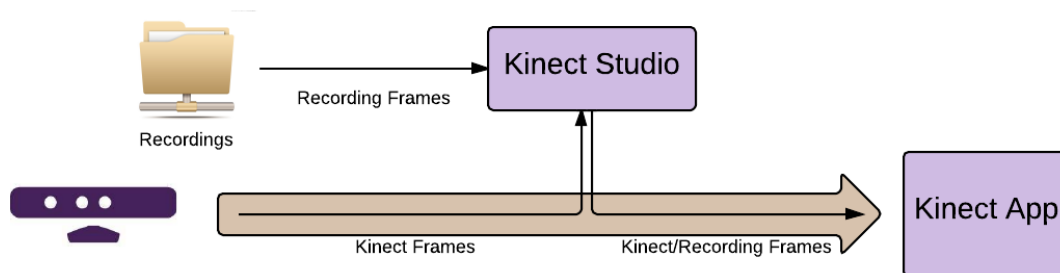 Kinect Studio
Recording Frames
Recordings
Kinect App
Kinect Frames
Kinect/Recording Frames